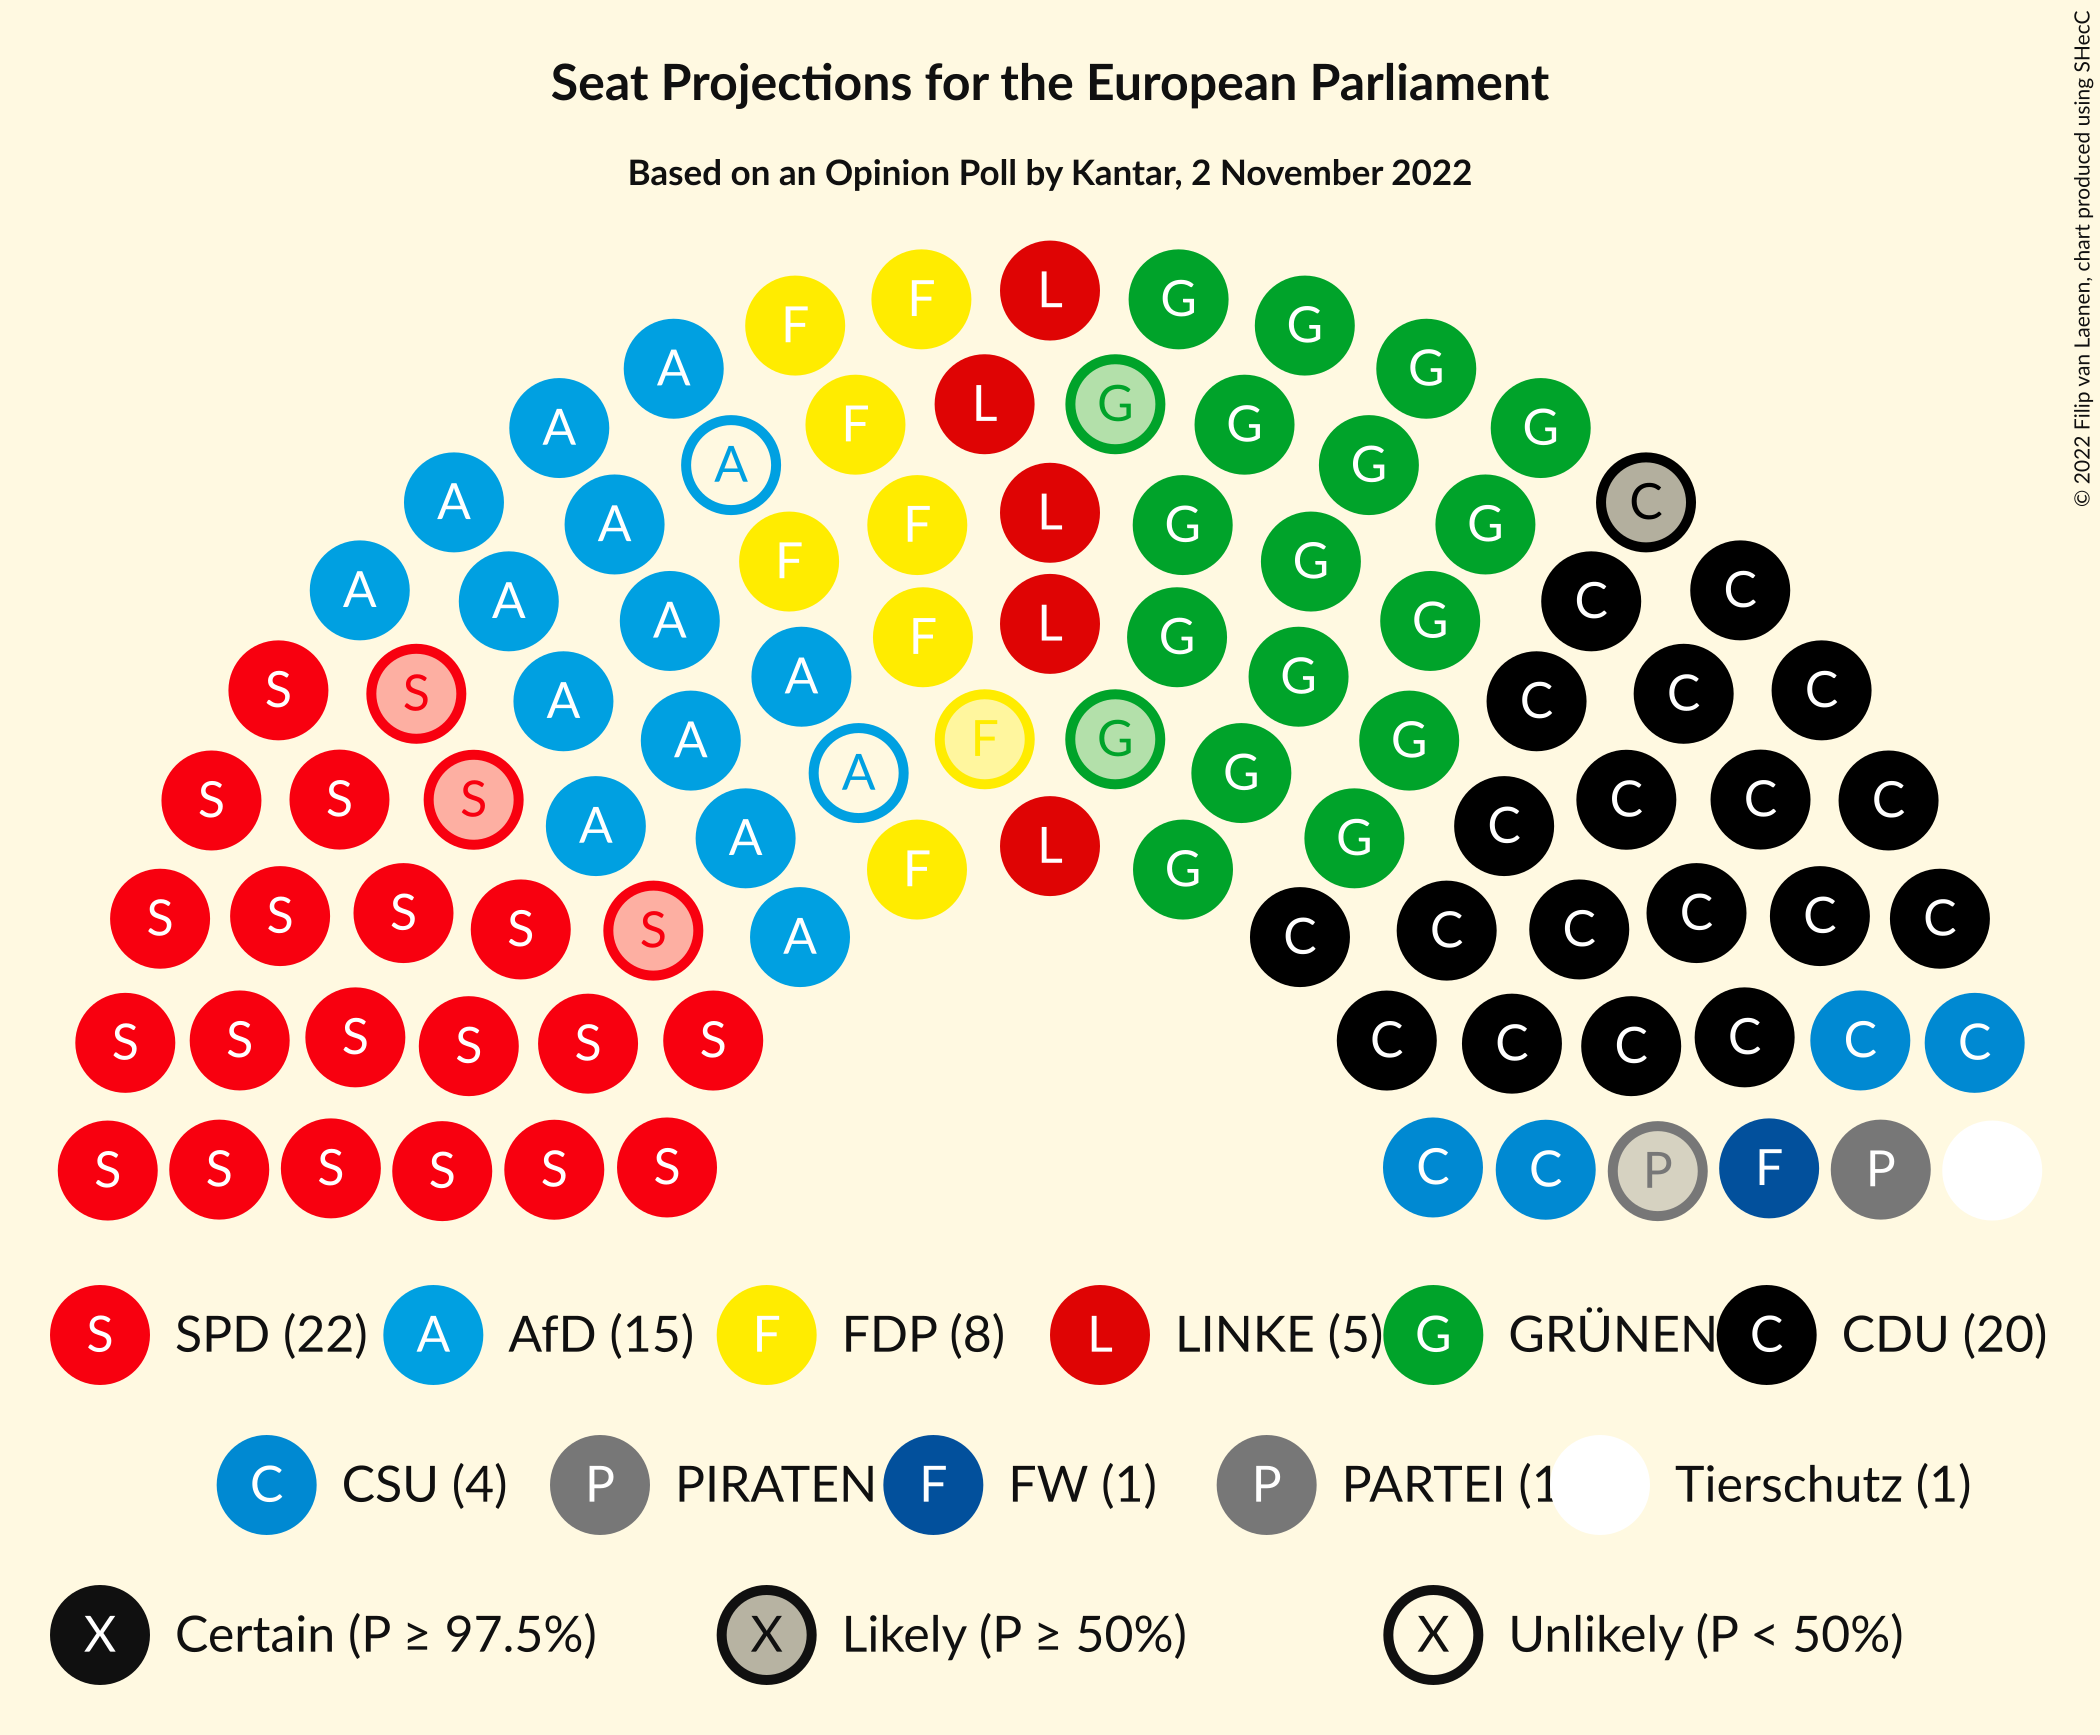 Seat Projections for the European Parliament
Based on an Opinion Poll by Kantar, 2 November 2022
© 2022 Filip van Laenen, chart produced using SHecC
F L G
F G
A G
A L G G
F G
A A G
A F L G C
A G
A F G C C
A L
A F G G
S S A A G C C C
A F G G
S S S A A G C C C C
A F L G G
S S S S S A C C C C C C
S S S S S S C C C C C C
S S S S S S C C P F P
S SPD (22) A AfD (15) F FDP (8) L LINKE (5) G GRÜNEN C CDU (20)
C CSU (4) P PIRATEN F FW (1) P PARTEI (1 Tierschutz (1)
X Certain (P ≥ 97.5%) X Likely (P ≥ 50%) X Unlikely (P < 50%)